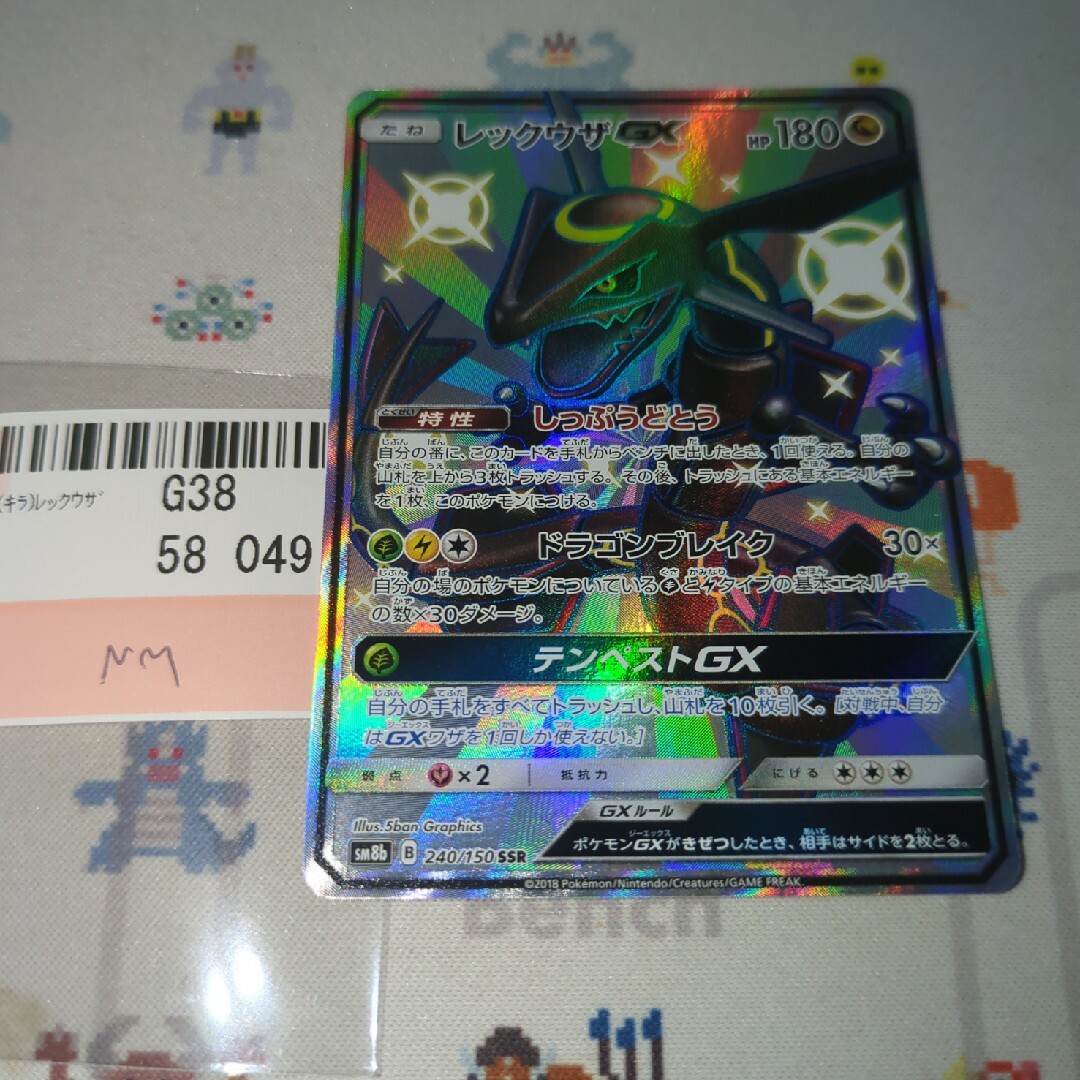 たね レックウザGX HP180
とくせい 特性 しっぷうどとう
自分の番に、このカードを手札からベンチに出したとき、1回使える。自分の
山札を上から3枚トラッシュする。その後、トラッシュにある基本エネルギー
を1枚、このポケモンにつける。
ドラゴンブレイク 30×
自分の場のポケモンについているとタイプの基本エネルギー
の数×30ダメージ。
テンペストGX
自分の手札をすべてトラッシュし、山札を10枚引く。[対戦中、自分
はGXワザを1回しか使えない。]
弱点 ×2 抵抗力 にげる
GXルール
ポケモンGXがきぜつしたとき、相手はサイドを2枚とる。
Illus. 5ban Graphics
sm8b B 240/150 SSR
©2018 Pokémon/Nintendo/Creatures/GAME FREAK.
(キラ)レックウザ G38
58 049
NM
Bench